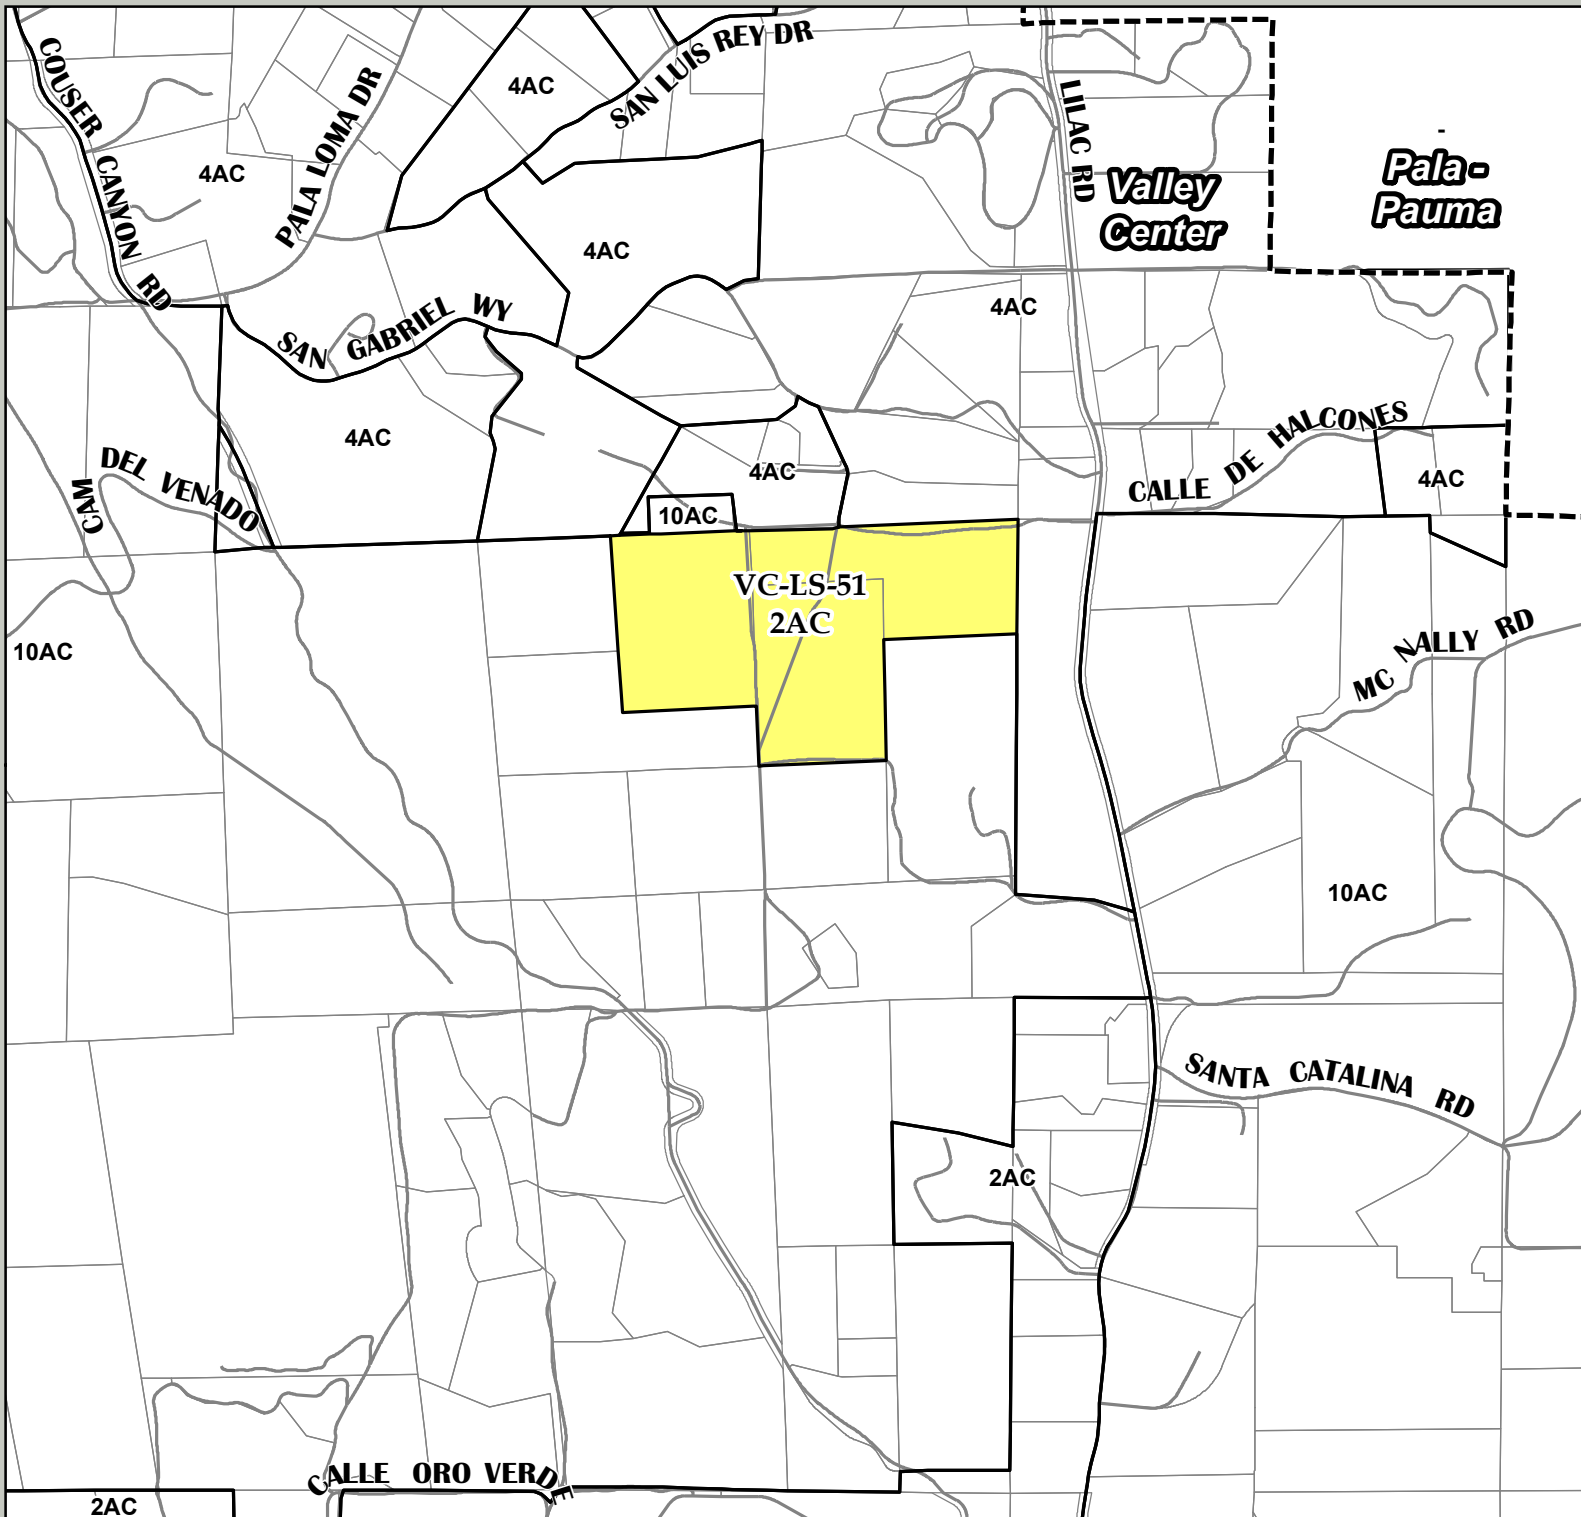 COUSER CANYON RD
PALA LOMA DR
SAN LUIS REY DR
4AC
4AC
LILAC RD
Valley
Center
-
Pala -
Pauma
4AC
4AC
SAN GABRIEL WY
4AC
CALLE DE HALCONES
4AC
4AC
CAM DEL VENADO
10AC
VC-LS-51
2AC
10AC
MC NALLY RD
10AC
SANTA CATALINA RD
2AC
CALLE ORO VERDE
2AC